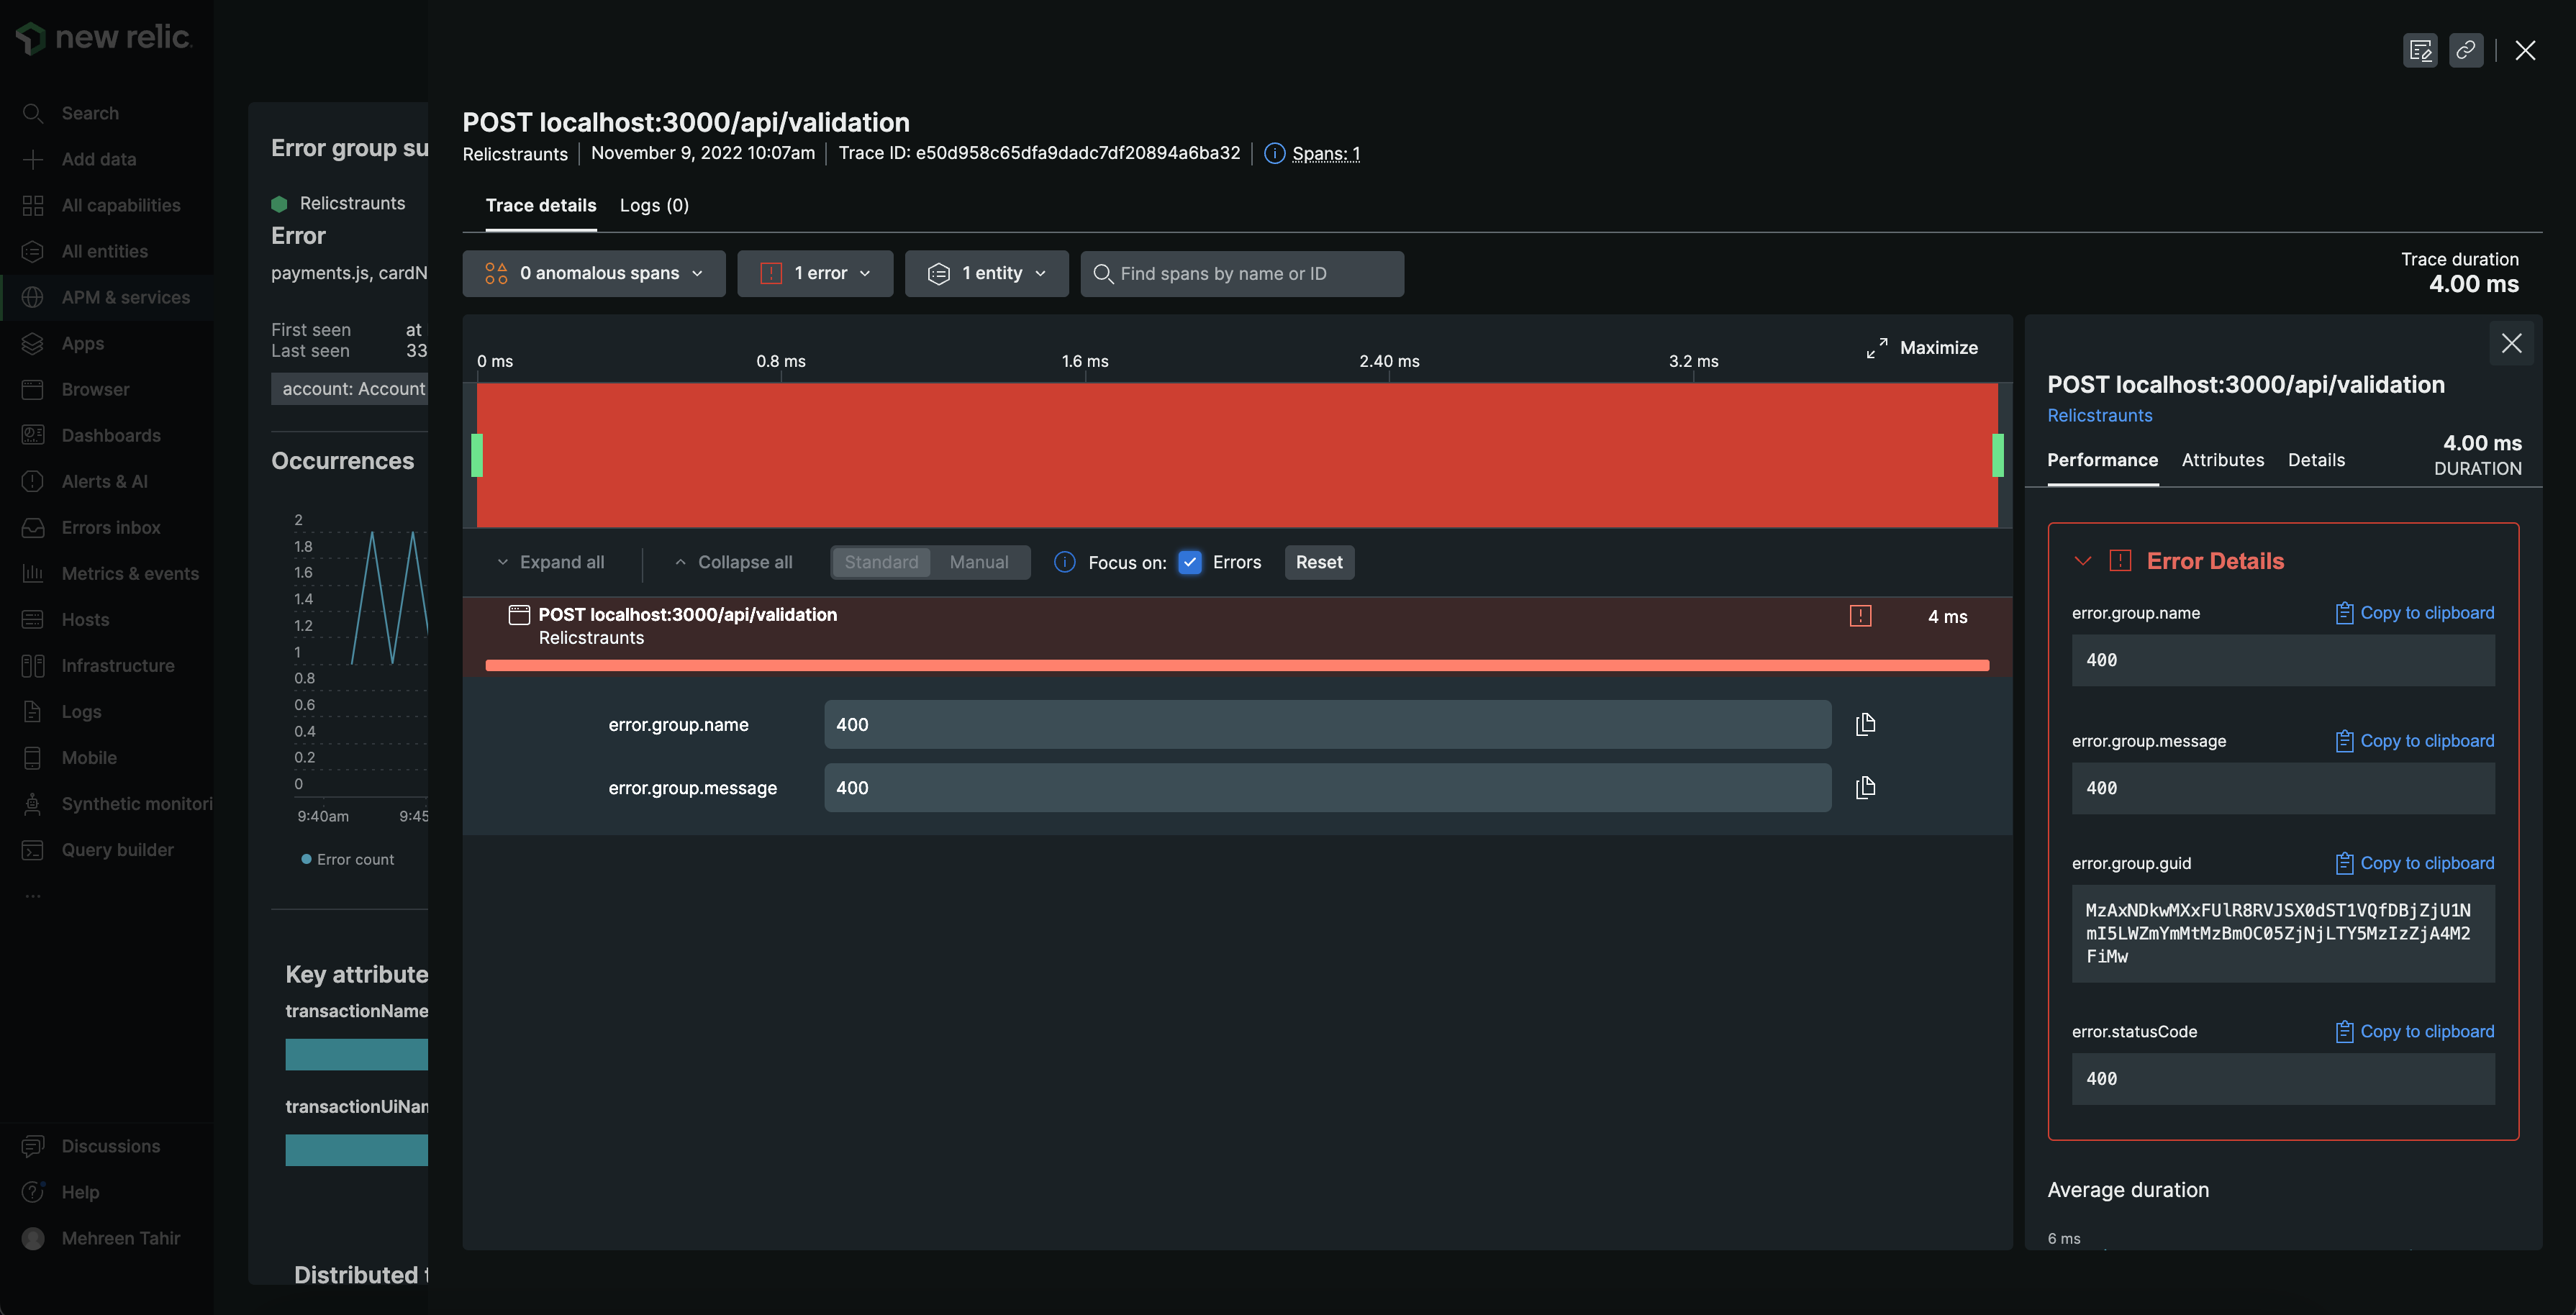 new relic.
Search
Add data
All capabilities
All entities
APM & services
Apps
Browser
Dashboards
Alerts & AI
Errors inbox
Metrics & events
Hosts
Infrastructure
Logs
Mobile
Synthetic monitori
Query builder
...
Discussions
Help
Mehreen Tahir
Error group su
Relicstraunts
Error
payments.js, cardN
First seen at
Last seen 33
account: Account
Occurrences
2
1.8
1.6
1.4
1.2
1
0.8
0.6
0.4
0.2
0
9:40am 9:45
Error count
Key attribute
transactionName
transactionUiNam
Distributed t
POST localhost:3000/api/validation
Relicstraunts November 9, 2022 10:07am Trace ID: e50d958c65dfa9dadc7df20894a6ba32 Spans: 1
Trace details Logs (0)
0 anomalous spans 1 error 1 entity Find spans by name or ID
Trace duration
4.00 ms
0 ms 0.8 ms 1.6 ms 2.40 ms 3.2 ms Maximize
Expand all Collapse all Standard Manual Focus on: Errors Reset
POST localhost:3000/api/validation 4 ms
Relicstraunts
error.group.name 400
error.group.message 400
POST localhost:3000/api/validation
Relicstraunts
4.00 ms
Performance Attributes Details DURATION
Error Details
error.group.name Copy to clipboard
400
error.group.message Copy to clipboard
400
error.group.guid Copy to clipboard
MzAxNDkwMXxFUlR8RVJSX0dST1VQfDBjZjU1N
mI5LWZmYmMtMzBmOC05ZjNjLTY5MzIzZjA4M2
FiMw
error.statusCode Copy to clipboard
400
Average duration
6 ms